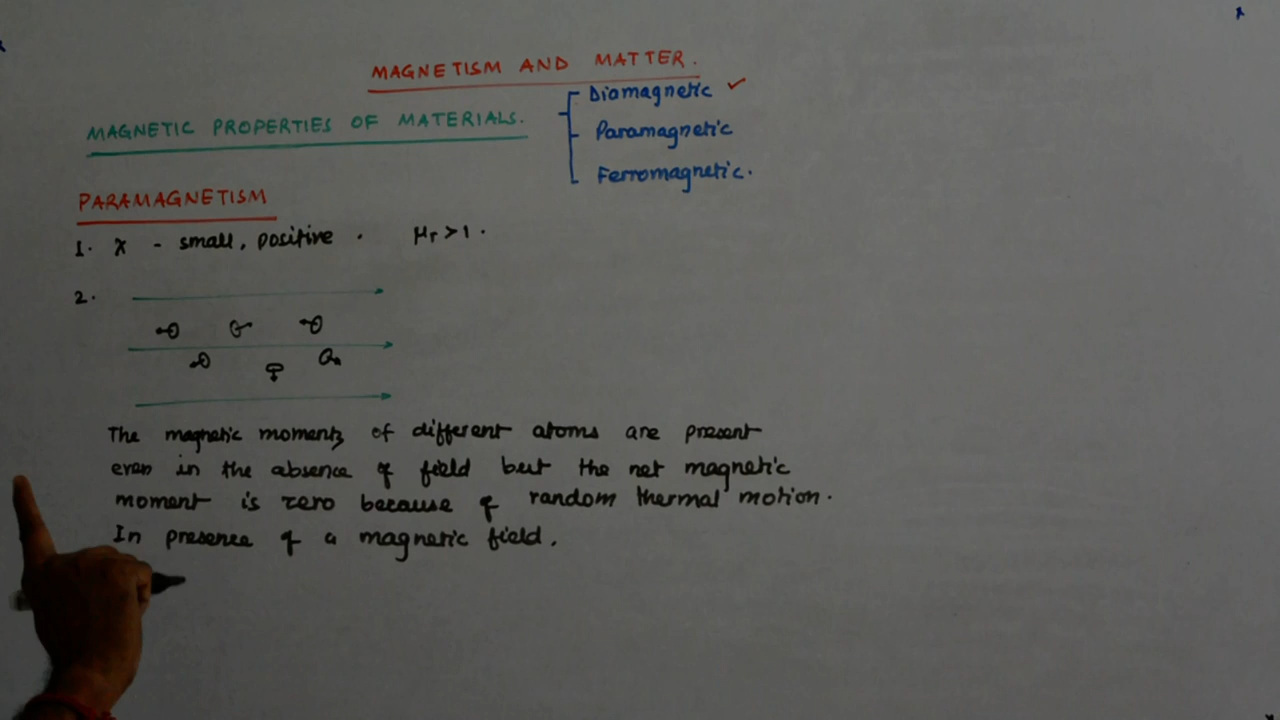 MAGNETISM AND MATTER.
MAGNETIC PROPERTIES OF MATERIALS.
Diamagnetic ✓
Paramagnetic
Ferromagnetic.
PARAMAGNETISM
1. χ - small, positive. μr > 1.
2.
The magnetic moments of different atoms are present
even in the absence of field but the net magnetic
moment is zero because of random thermal motion.
In presence of a magnetic field,